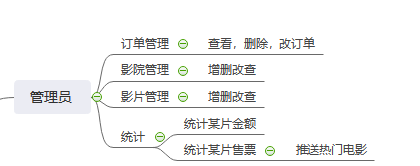 管理员
订单管理
查看，删除，改订单
影院管理
增删改查
影片管理
增删改查
统计
统计某片金额
统计某片售票
推送热门电影